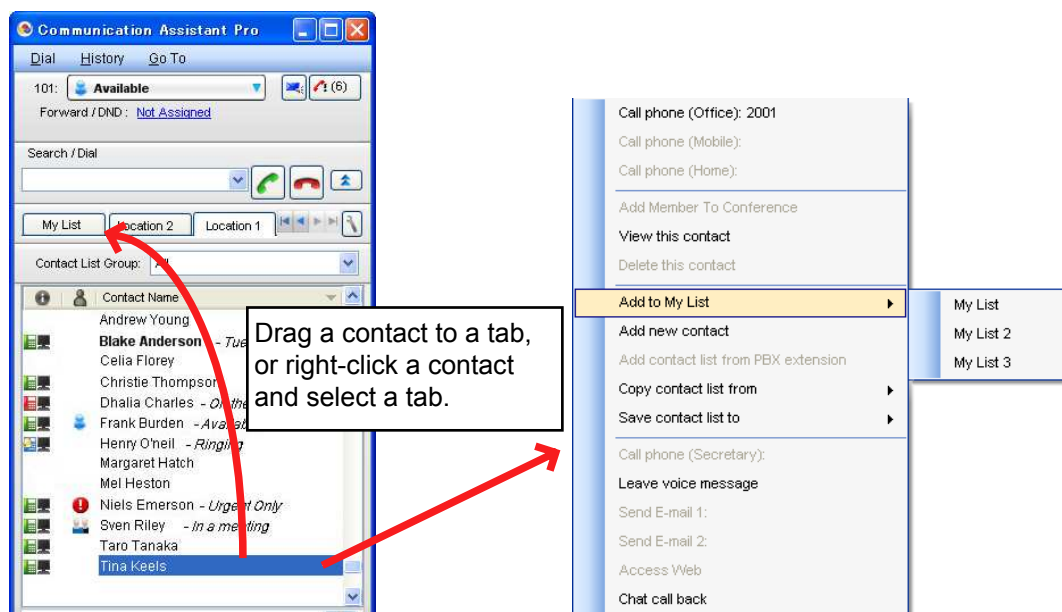 Communication Assistant Pro
Dial History Go To
101: Available (6)
Forward / DND : Not Assigned
Search / Dial
My List Location 2 Location 1
Contact List Group: All
Contact Name
Andrew Young
Blake Anderson - Tue
Celia Florey
Christie Thompson
Dhalia Charles - On the
Frank Burden - Available
Henry O'neil - Ringing
Margaret Hatch
Mel Heston
Niels Emerson - Urgent Only
Sven Riley - In a meeting
Taro Tanaka
Tina Keels
Drag a contact to a tab,
or right-click a contact
and select a tab.
Call phone (Office): 2001
Call phone (Mobile):
Call phone (Home):
Add Member To Conference
View this contact
Delete this contact
Add to My List
Add new contact
Add contact list from PBX extension
Copy contact list from
Save contact list to
Call phone (Secretary):
Leave voice message
Send E-mail 1:
Send E-mail 2:
Access Web
Chat call back
My List
My List 2
My List 3